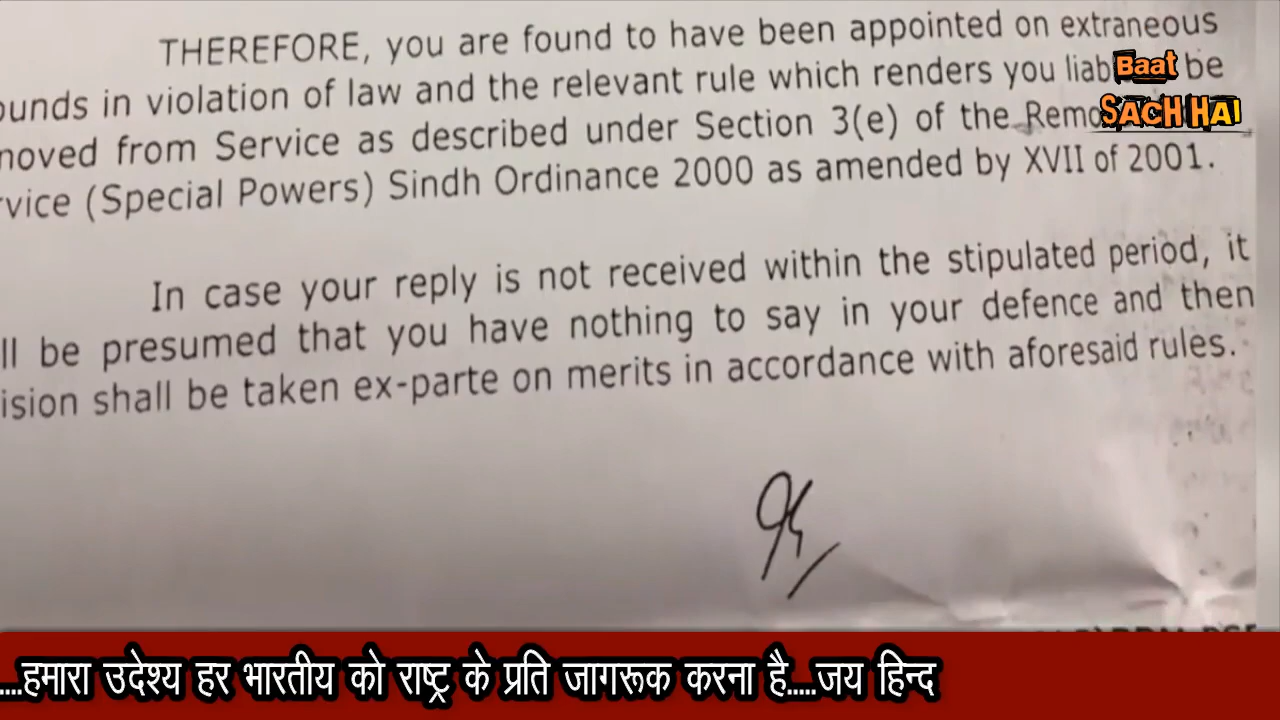 THEREFORE, you are found to have been appointed on extraneous
ounds in violation of law and the relevant rule which renders you liab be
noved from Service as described under Section 3(e) of the Remo
rvice (Special Powers) Sindh Ordinance 2000 as amended by XVII of 2001.
In case your reply is not received within the stipulated period, it
ll be presumed that you have nothing to say in your defence and then
ision shall be taken ex-parte on merits in accordance with aforesaid rules.
Baat
SACH HAI
....हमारा उदेश्य हर भारतीय को राष्ट्र के प्रति जागरूक करना है.....जय हिन्द